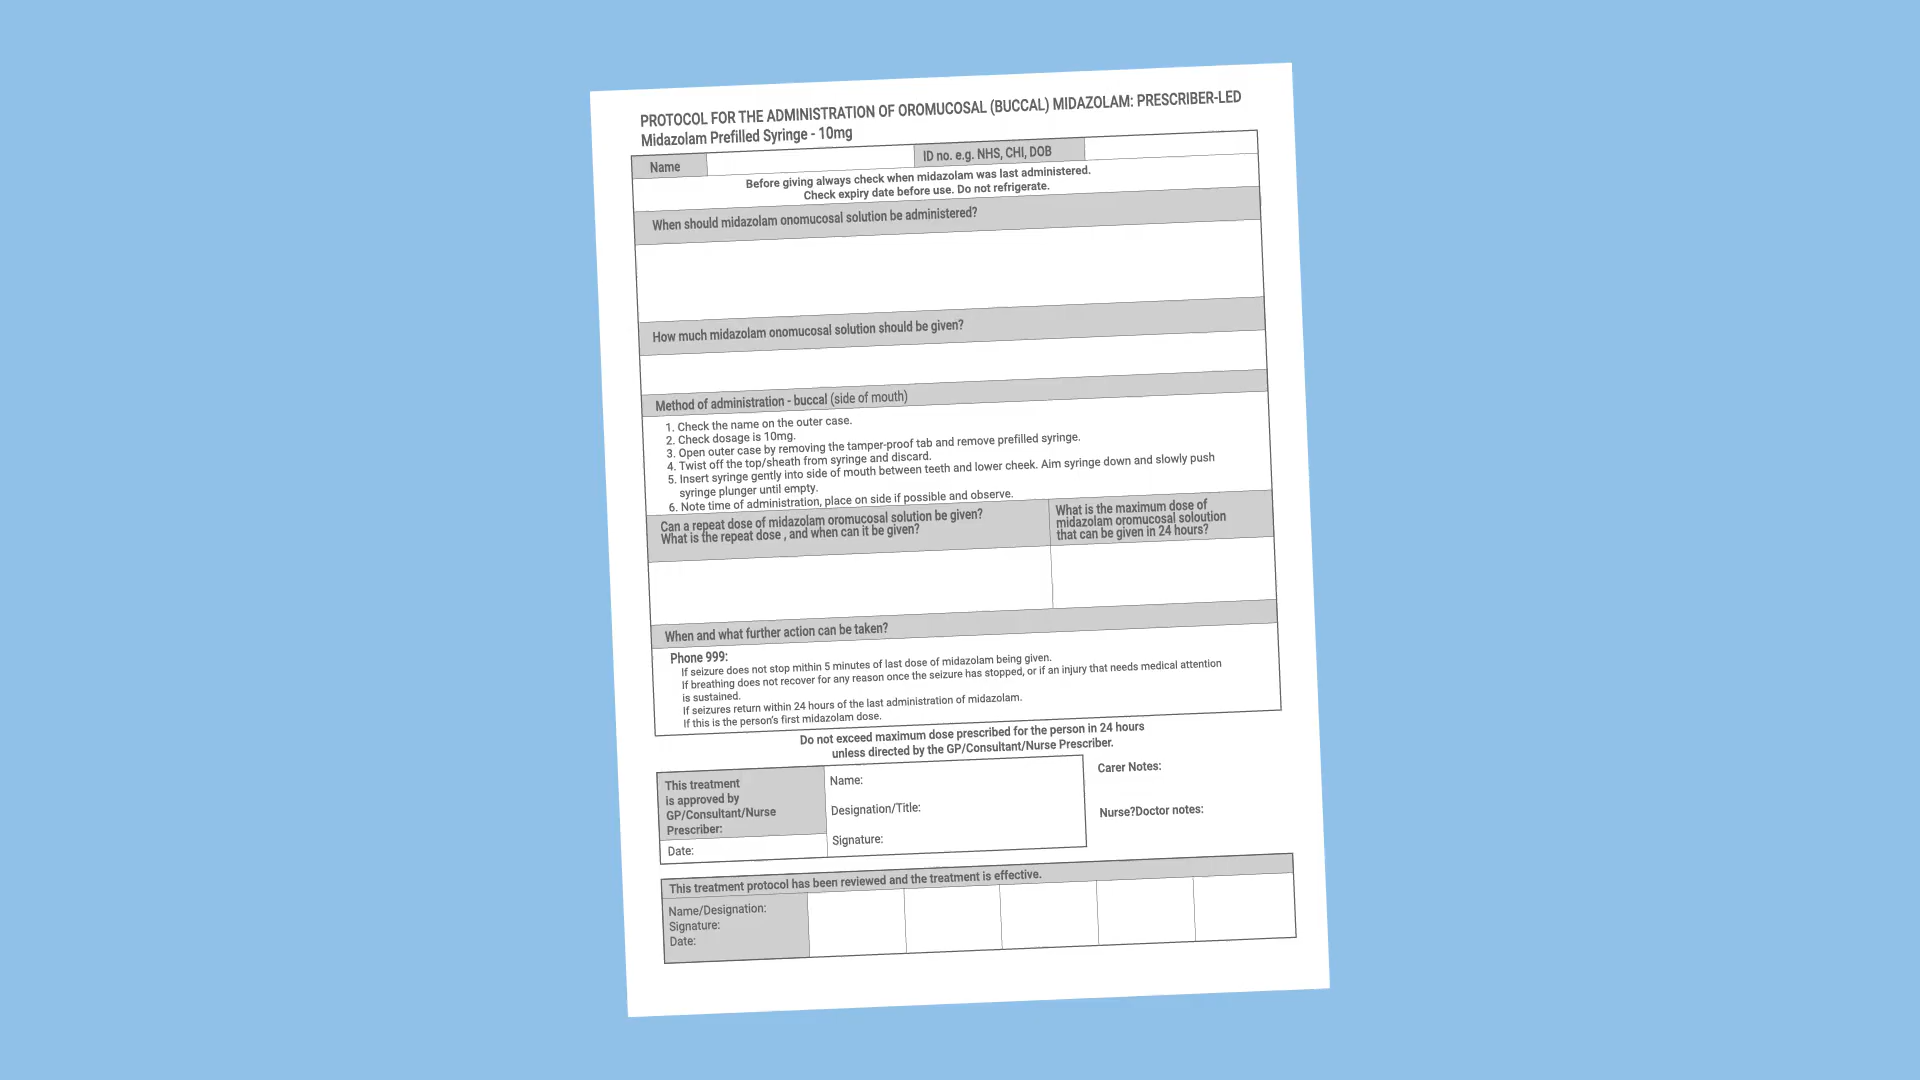 PROTOCOL FOR THE ADMINISTRATION OF OROMUCOSAL (BUCCAL) MIDAZOLAM: PRESCRIBER-LED
Midazolam Prefilled Syringe - 10mg
Name
ID no. e.g. NHS, CHI, DOB
Before giving always check when midazolam was last administered.
Check expiry date before use. Do not refrigerate.
When should midazolam onomucosal solution be administered?
How much midazolam onomucosal solution should be given?
Method of administration - buccal (side of mouth)
1. Check the name on the outer case.
2. Check dosage is 10mg.
3. Open outer case by removing the tamper-proof tab and remove prefilled syringe.
4. Twist off the top/sheath from syringe and discard.
5. Insert syringe gently into side of mouth between teeth and lower cheek. Aim syringe down and slowly push
syringe plunger until empty.
6. Note time of administration, place on side if possible and observe.
Can a repeat dose of midazolam oromucosal solution be given?
What is the repeat dose , and when can it be given?
What is the maximum dose of
midazolam oromucosal soloution
that can be given in 24 hours?
When and what further action can be taken?
Phone 999:
If seizure does not stop mithin 5 minutes of last dose of midazolam being given.
If breathing does not recover for any reason once the seizure has stopped, or if an injury that needs medical attention
is sustained.
If seizures return within 24 hours of the last administration of midazolam.
If this is the person's first midazolam dose.
Do not exceed maximum dose prescribed for the person in 24 hours
unless directed by the GP/Consultant/Nurse Prescriber.
This treatment
is approved by
GP/Consultant/Nurse
Prescriber:
Date:
Name:
Designation/Title:
Signature:
Carer Notes:
Nurse?Doctor notes:
This treatment protocol has been reviewed and the treatment is effective.
Name/Designation:
Signature:
Date: